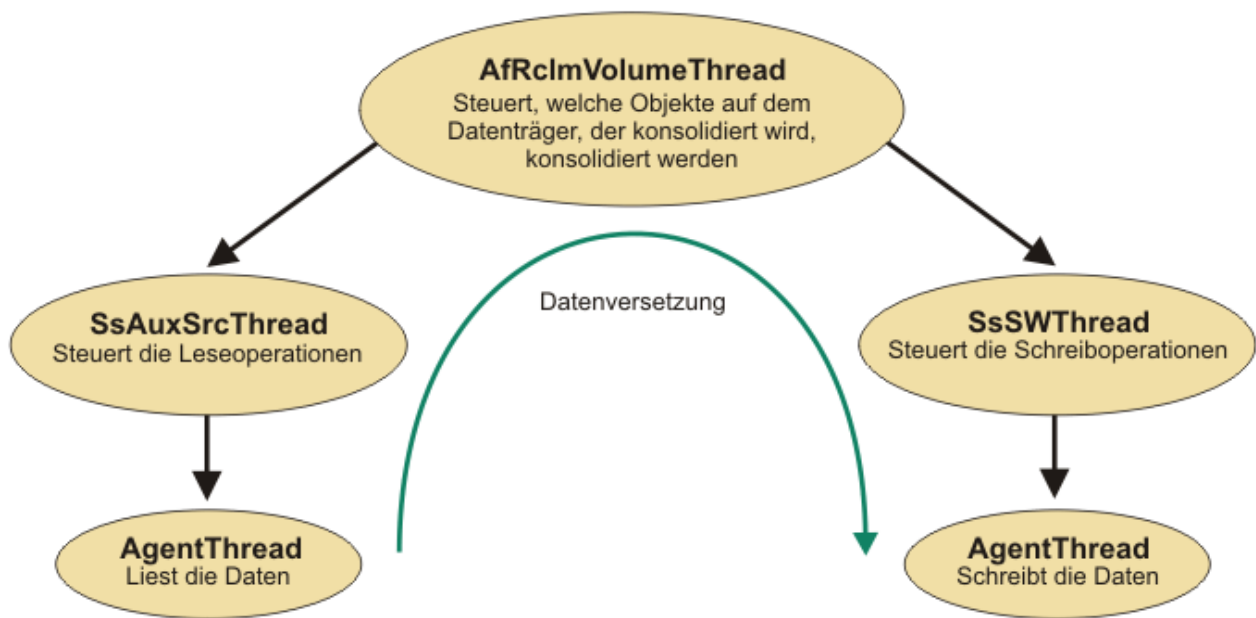 AfRclmVolumeThread
Steuert, welche Objekte auf dem
Datenträger, der konsolidiert wird,
konsolidiert werden
Datenversetzung
SsAuxSrcThread
Steuert die Leseoperationen
SsSWThread
Steuert die Schreiboperationen
AgentThread
Liest die Daten
AgentThread
Schreibt die Daten